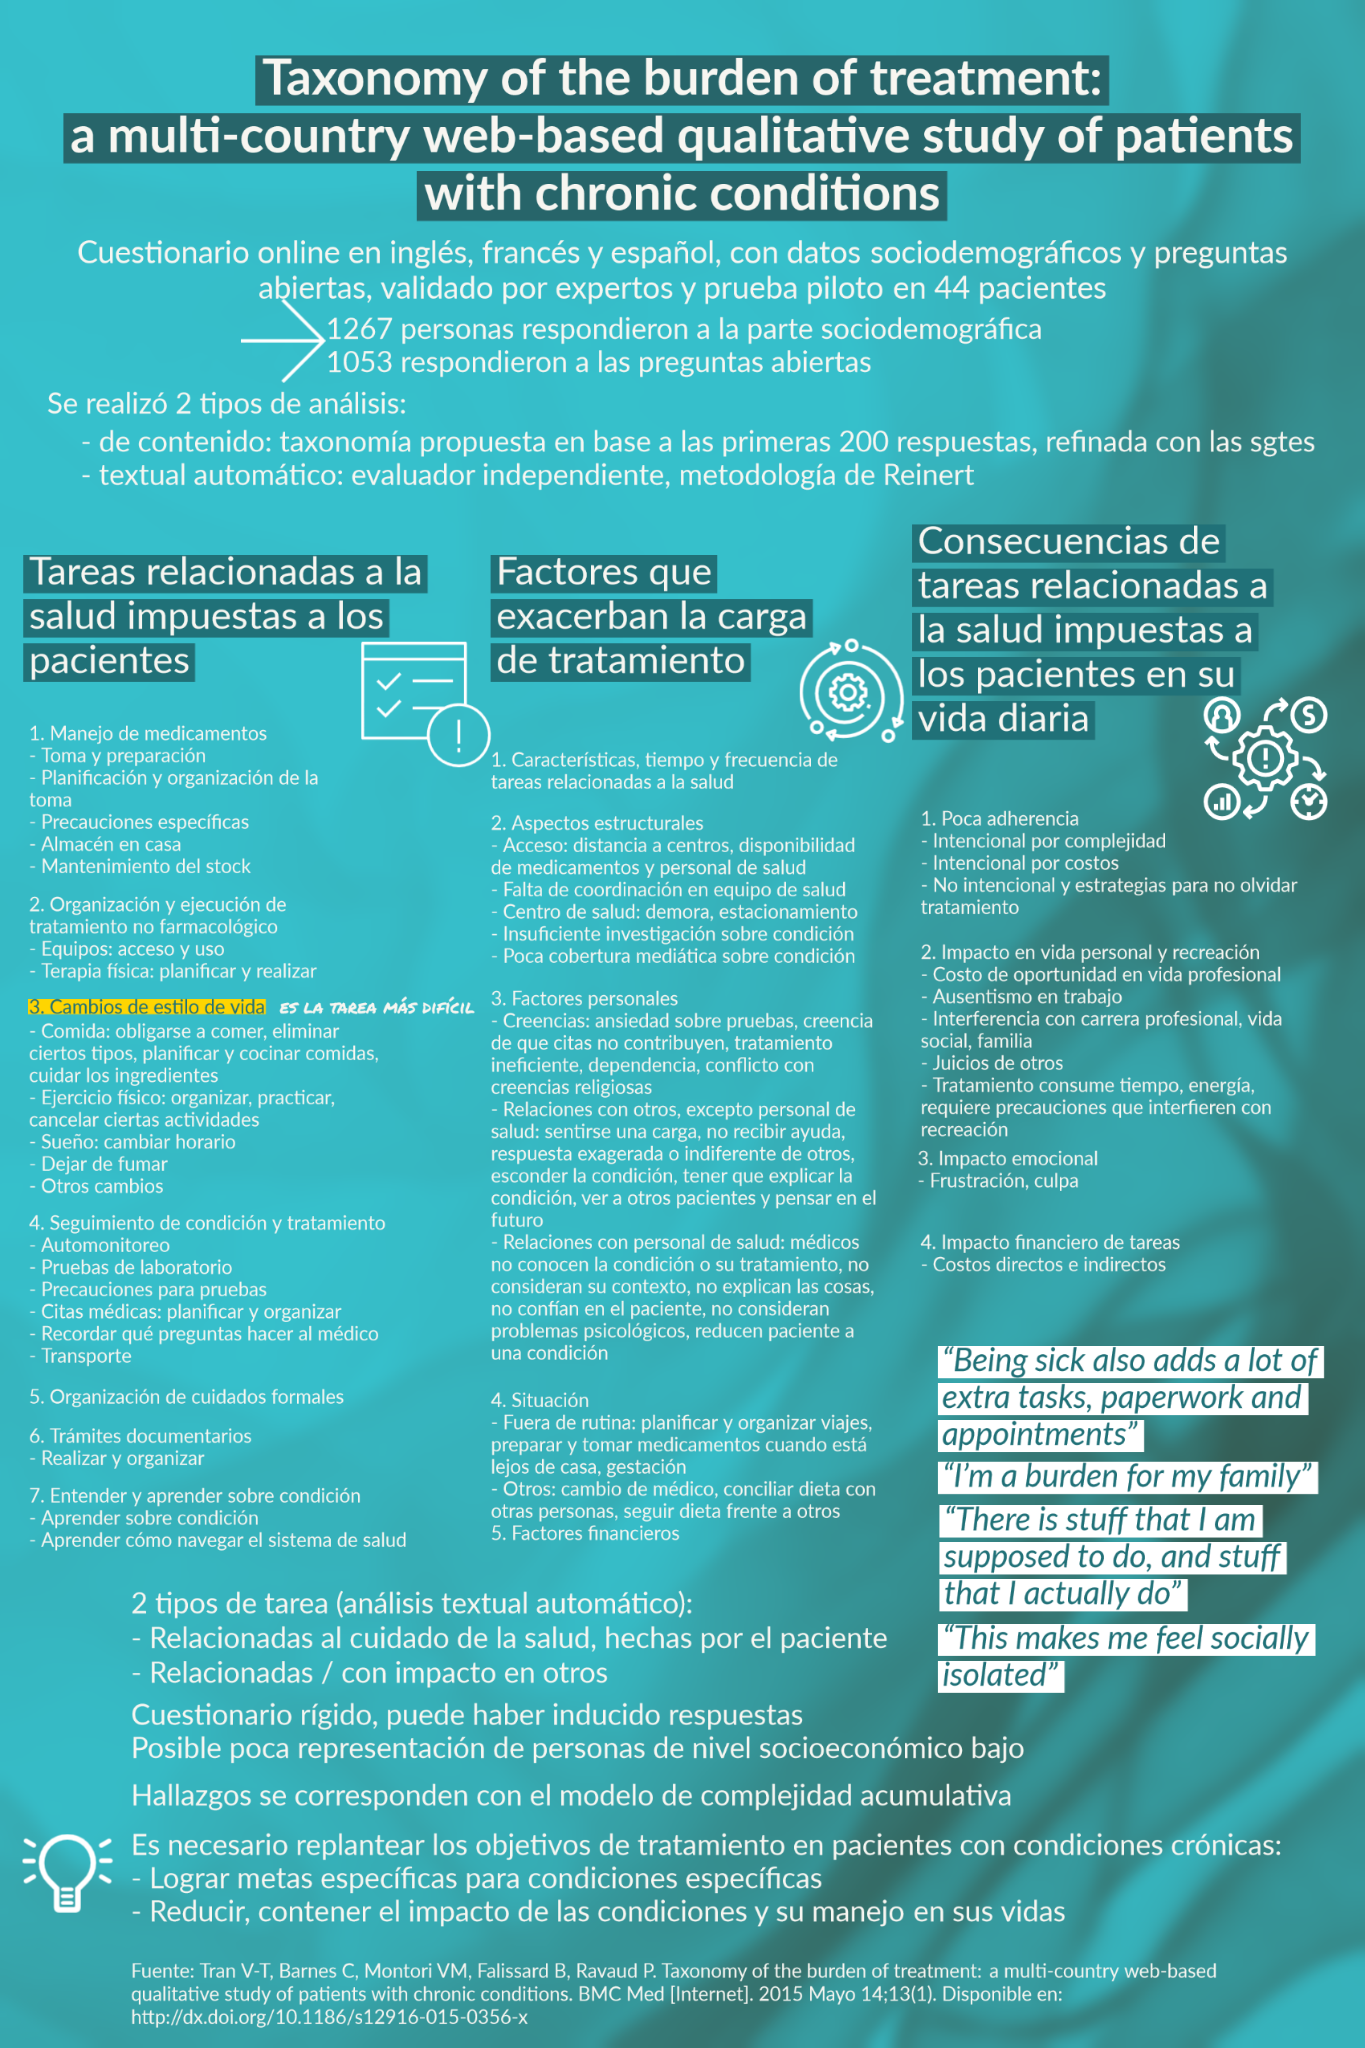 Taxonomy of the burden of treatment:
a multi-country web-based qualitative study of patients
with chronic conditions
Cuestionario online en inglés, francés y español, con datos sociodemográficos y preguntas
abiertas, validado por expertos y prueba piloto en 44 pacientes
1267 personas respondieron a la parte sociodemográfica
1053 respondieron a las preguntas abiertas
Se realizó 2 tipos de análisis:
- de contenido: taxonomía propuesta en base a las primeras 200 respuestas, refinada con las sgtes
- textual automático: evaluador independiente, metodología de Reinert
Tareas relacionadas a la
salud impuestas a los
pacientes
1. Manejo de medicamentos
- Toma y preparación
- Planificación y organización de la
toma
- Precauciones específicas
- Almacén en casa
- Mantenimiento del stock
2. Organización y ejecución de
tratamiento no farmacológico
- Equipos: acceso y uso
- Terapia física: planificar y realizar
3. Cambios de estilo de vida ES LA TAREA MÁS DIFÍCIL
- Comida: obligarse a comer, eliminar
ciertos tipos, planificar y cocinar comidas,
cuidar los ingredientes
- Ejercicio físico: organizar, practicar,
cancelar ciertas actividades
- Sueño: cambiar horario
- Dejar de fumar
- Otros cambios
4. Seguimiento de condición y tratamiento
- Automonitoreo
- Pruebas de laboratorio
- Precauciones para pruebas
- Citas médicas: planificar y organizar
- Recordar qué preguntas hacer al médico
- Transporte
5. Organización de cuidados formales
6. Trámites documentarios
- Realizar y organizar
7. Entender y aprender sobre condición
- Aprender sobre condición
- Aprender cómo navegar el sistema de salud
Factores que
exacerban la carga
de tratamiento
1. Características, tiempo y frecuencia de
tareas relacionadas a la salud
2. Aspectos estructurales
- Acceso: distancia a centros, disponibilidad
de medicamentos y personal de salud
- Falta de coordinación en equipo de salud
- Centro de salud: demora, estacionamiento
- Insuficiente investigación sobre condición
- Poca cobertura mediática sobre condición
3. Factores personales
- Creencias: ansiedad sobre pruebas, creencia
de que citas no contribuyen, tratamiento
ineficiente, dependencia, conflicto con
creencias religiosas
- Relaciones con otros, excepto personal de
salud: sentirse una carga, no recibir ayuda,
respuesta exagerada o indiferente de otros,
esconder la condición, tener que explicar la
condición, ver a otros pacientes y pensar en el
futuro
- Relaciones con personal de salud: médicos
no conocen la condición o su tratamiento, no
consideran su contexto, no explican las cosas,
no confían en el paciente, no consideran
problemas psicológicos, reducen paciente a
una condición
4. Situación
- Fuera de rutina: planificar y organizar viajes,
preparar y tomar medicamentos cuando está
lejos de casa, gestación
- Otros: cambio de médico, conciliar dieta con
otras personas, seguir dieta frente a otros
5. Factores financieros
Consecuencias de
tareas relacionadas a
la salud impuestas a
los pacientes en su
vida diaria
1. Poca adherencia
- Intencional por complejidad
- Intencional por costos
- No intencional y estrategias para no olvidar
tratamiento
2. Impacto en vida personal y recreación
- Costo de oportunidad en vida profesional
- Ausentismo en trabajo
- Interferencia con carrera profesional, vida
social, familia
- Juicios de otros
- Tratamiento consume tiempo, energía,
requiere precauciones que interfieren con
recreación
3. Impacto emocional
- Frustración, culpa
4. Impacto financiero de tareas
- Costos directos e indirectos
“Being sick also adds a lot of
extra tasks, paperwork and
appointments”
“I’m a burden for my family”
“There is stuff that I am
supposed to do, and stuff
that I actually do”
“This makes me feel socially
isolated”
2 tipos de tarea (análisis textual automático):
- Relacionadas al cuidado de la salud, hechas por el paciente
- Relacionadas / con impacto en otros
Cuestionario rígido, puede haber inducido respuestas
Posible poca representación de personas de nivel socioeconómico bajo
Hallazgos se corresponden con el modelo de complejidad acumulativa
Es necesario replantear los objetivos de tratamiento en pacientes con condiciones crónicas:
- Lograr metas específicas para condiciones específicas
- Reducir, contener el impacto de las condiciones y su manejo en sus vidas
Fuente: Tran V-T, Barnes C, Montori VM, Falissard B, Ravaud P. Taxonomy of the burden of treatment: a multi-country web-based
qualitative study of patients with chronic conditions. BMC Med [Internet]. 2015 Mayo 14;13(1). Disponible en:
http://dx.doi.org/10.1186/s12916-015-0356-x